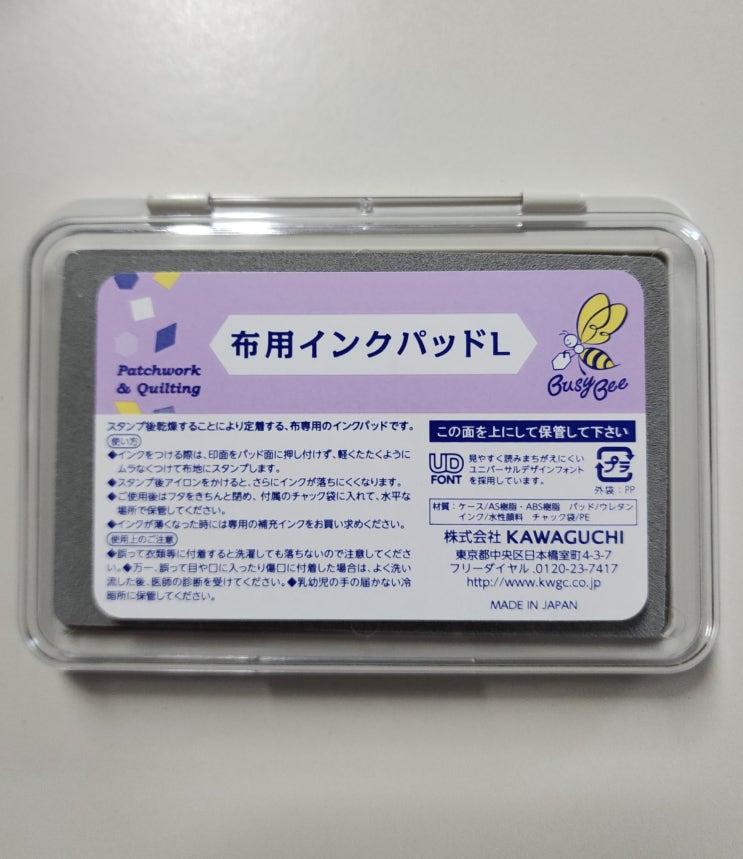 布用インクパッドL
Patchwork
& Quilting
Busy Bee
スタンプ後乾燥することにより定着する、布専用のインクパッドです。
使い方
◆インクをつける際は、印面をパッド面に押し付けず、軽くたたくように
ムラなくつけて布地にスタンプします。
◆スタンプ後アイロンをかけると、さらにインクが落ちにくくなります。
◆ご使用後はフタをきちんと閉め、付属のチャック袋に入れて、水平な
場所で保管してください。
◆インクが薄くなった時には専用の補充インクをお買い求めください。
使用上のご注意
◆誤って衣類等に付着すると洗濯しても落ちないので注意してくださ
い。◆万一、誤って目や口に入ったり傷口に付着した場合は、よく洗い
流した後、医師の診断を受けてください。◆乳幼児の手の届かない冷
暗所に保管してください。
この面を上にして保管して下さい
UD
FONT
見やすく読みまちがえにくい
ユニバーサルデザインフォント
を採用しています。
プラ
外袋：PP
材質：ケース/AS樹脂・ABS樹脂 パッド/ウレタン
インク/水性顔料 チャック袋/PE
株式会社 KAWAGUCHI
東京都中央区日本橋室町4-3-7
フリーダイヤル.0120-23-7417
http://www.kwgc.co.jp
MADE IN JAPAN